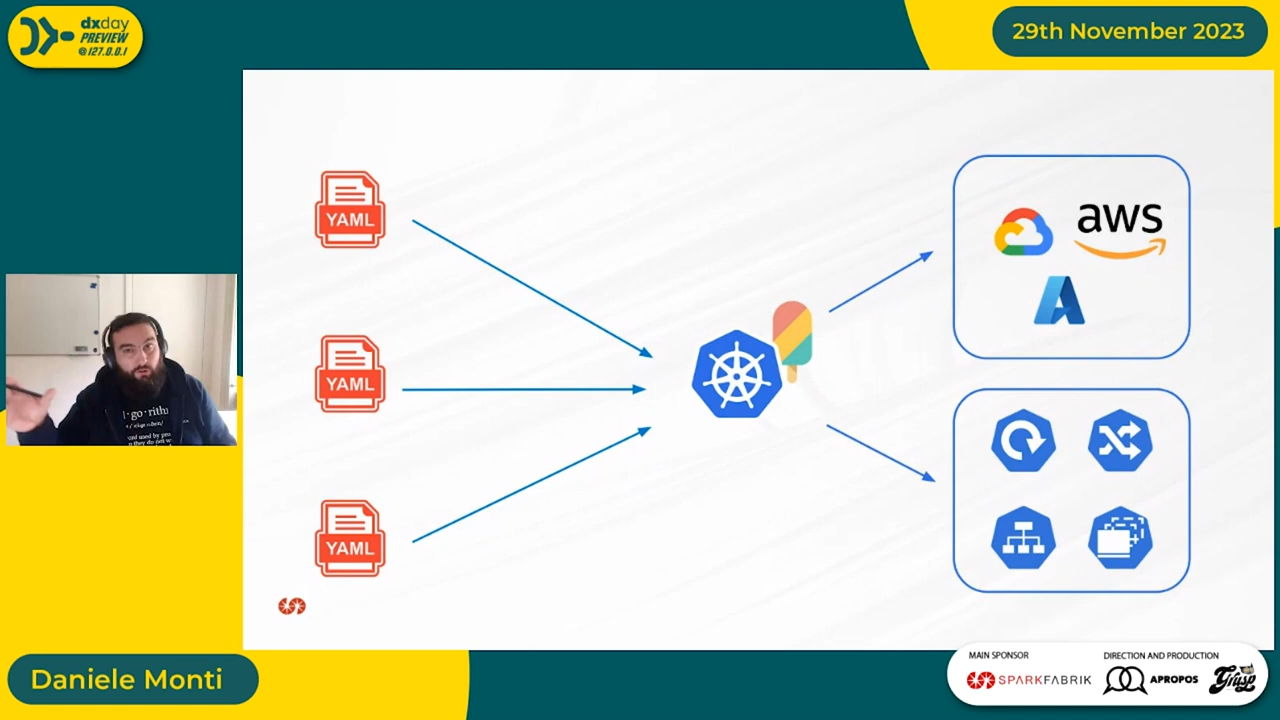 dxday
PREVIEW
@127.0.0.1
29th November 2023
YAML
aws
YAML
YAML
Daniele Monti
MAIN SPONSOR
SPARKFABRIK
DIRECTION AND PRODUCTION
APROPOS
Grusp